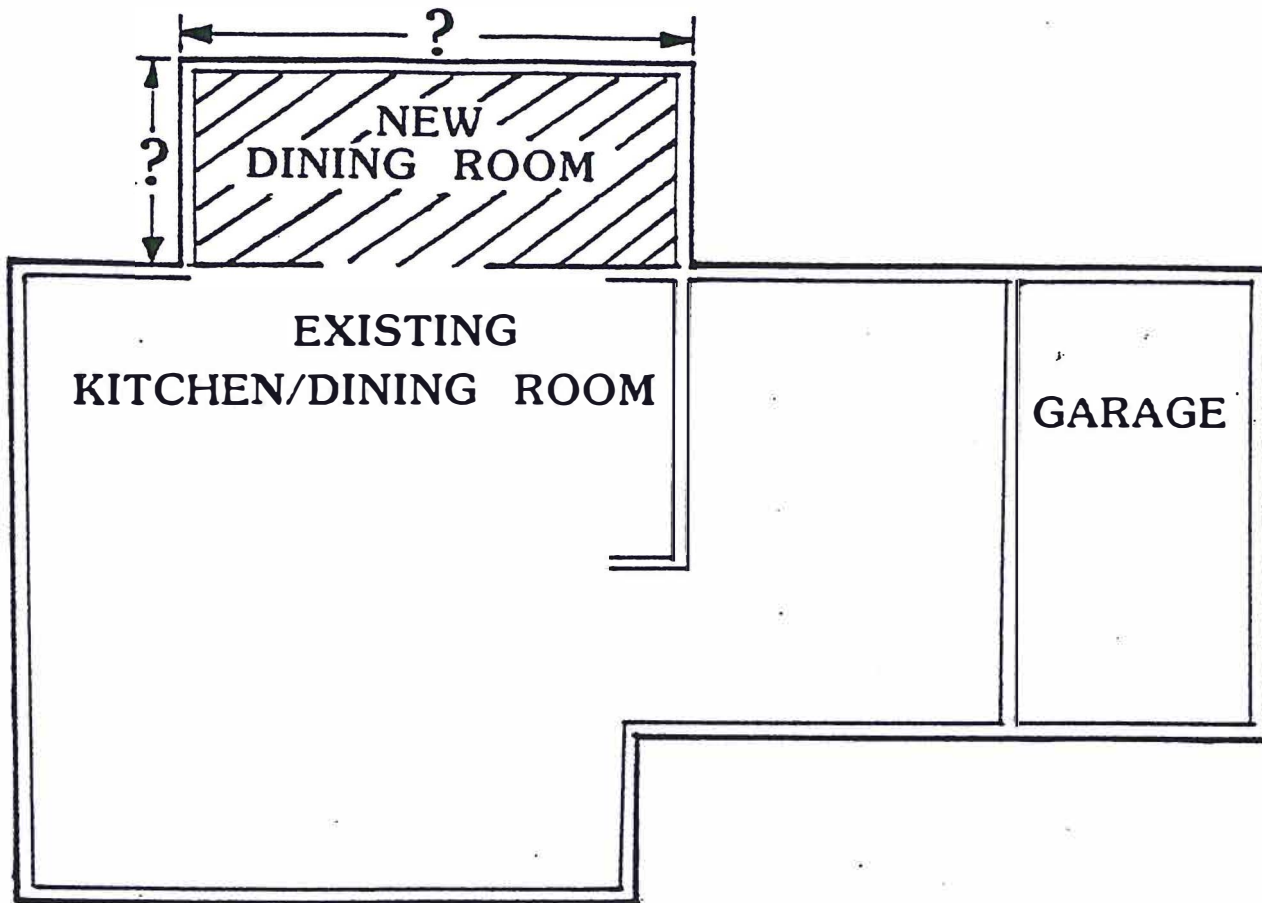 ?
?
NEW
DINING ROOM
EXISTING
KITCHEN/DINING ROOM
GARAGE